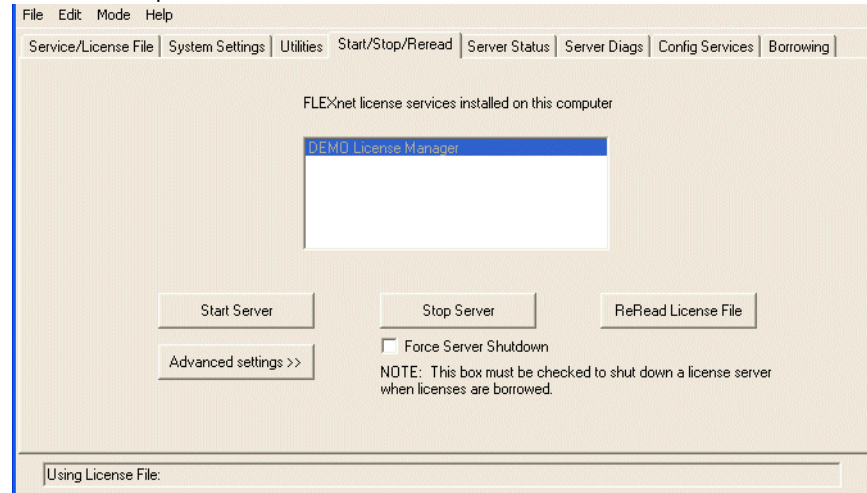 File Edit Mode Help
Service/License File System Settings Utilities Start/Stop/Reread Server Status Server Diags Config Services Borrowing
FLEXnet license services installed on this computer
DEMO License Manager
Start Server Stop Server ReRead License File
Force Server Shutdown
Advanced settings >>
NOTE: This box must be checked to shut down a license server
when licenses are borrowed.
Using License File: